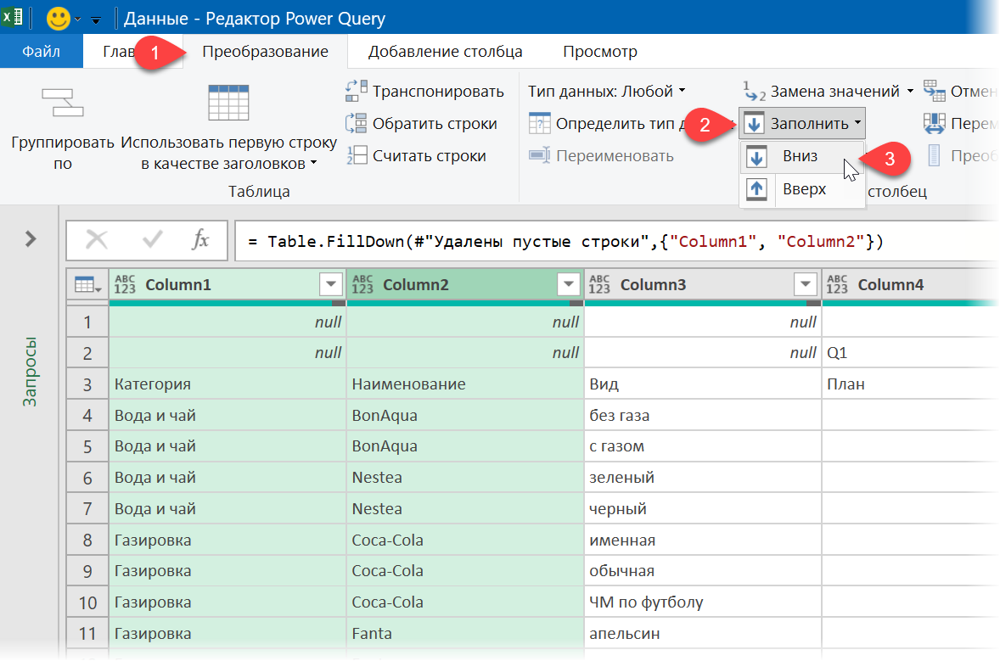 Данные - Редактор Power Query
Файл Преобразование Добавление столбца Просмотр
1
Группировать по
Использовать первую строку в качестве заголовков
Транспонировать
Обратить строки
Считать строки
Таблица
Тип данных: Любой
Определить тип
Переименовать
Замена значений
2
Заполнить
Вниз
3
Вверх
столбец
fx
= Table.FillDown(#"Удалены пустые строки",{"Column1", "Column2"})
Запросы
ABC 123 Column1 ABC 123 Column2 ABC 123 Column3 ABC 123 Column4
1 null null null
2 null null null Q1
3 Категория Наименование Вид План
4 Вода и чай BonAqua без газа
5 Вода и чай BonAqua с газом
6 Вода и чай Nestea зеленый
7 Вода и чай Nestea черный
8 Газировка Coca-Cola именная
9 Газировка Coca-Cola обычная
10 Газировка Coca-Cola ЧМ по футболу
11 Газировка Fanta апельсин